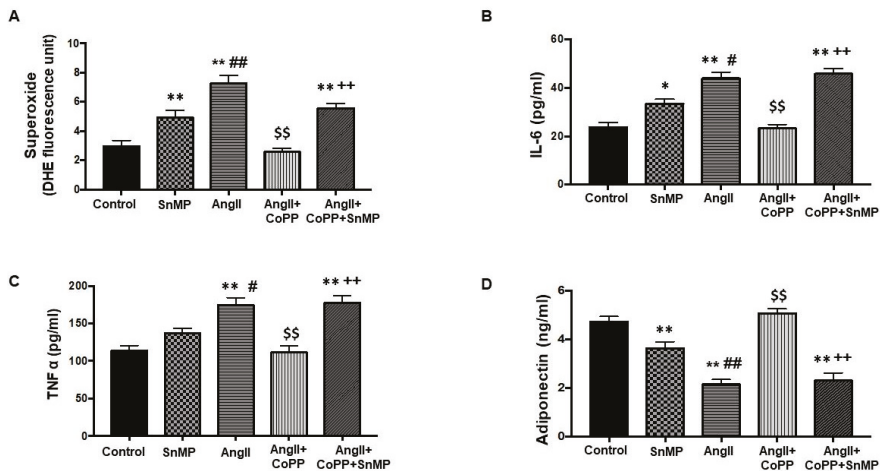 A
Superoxide
(DHE fluorescence unit)
10
8
6
4
2
0
**
** ##
$$
** ++
Control
SnMP
AngII
AngII+
CoPP
AngII+
CoPP+SnMP
B
IL-6 (pg/ml)
60
40
20
0
*
** #
$$
** ++
Control
SnMP
AngII
AngII+
CoPP
AngII+
CoPP+SnMP
C
TNF α (pg/ml)
200
150
100
50
0
** #
$$
** ++
Control
SnMP
AngII
AngII+
CoPP
AngII+
CoPP+SnMP
D
Adiponectin (ng/ml)
6
4
2
0
**
** ##
$$
** ++
Control
SnMP
AngII
AngII+
CoPP
AngII+
CoPP+SnMP